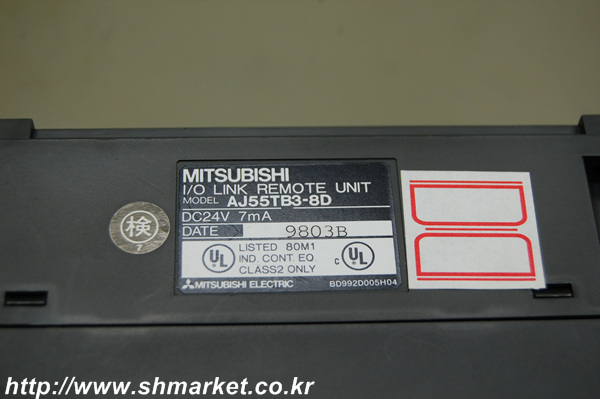 MITSUBISHI
I/O LINK REMOTE UNIT
MODEL AJ55TB3-8D
DC24V 7mA
DATE 9803B
UL LISTED 80M1
IND. CONT. EQ
CLASS2 ONLY
c UL
MITSUBISHI ELECTRIC BD992D005H04
検
7
http://www.shmarket.co.kr